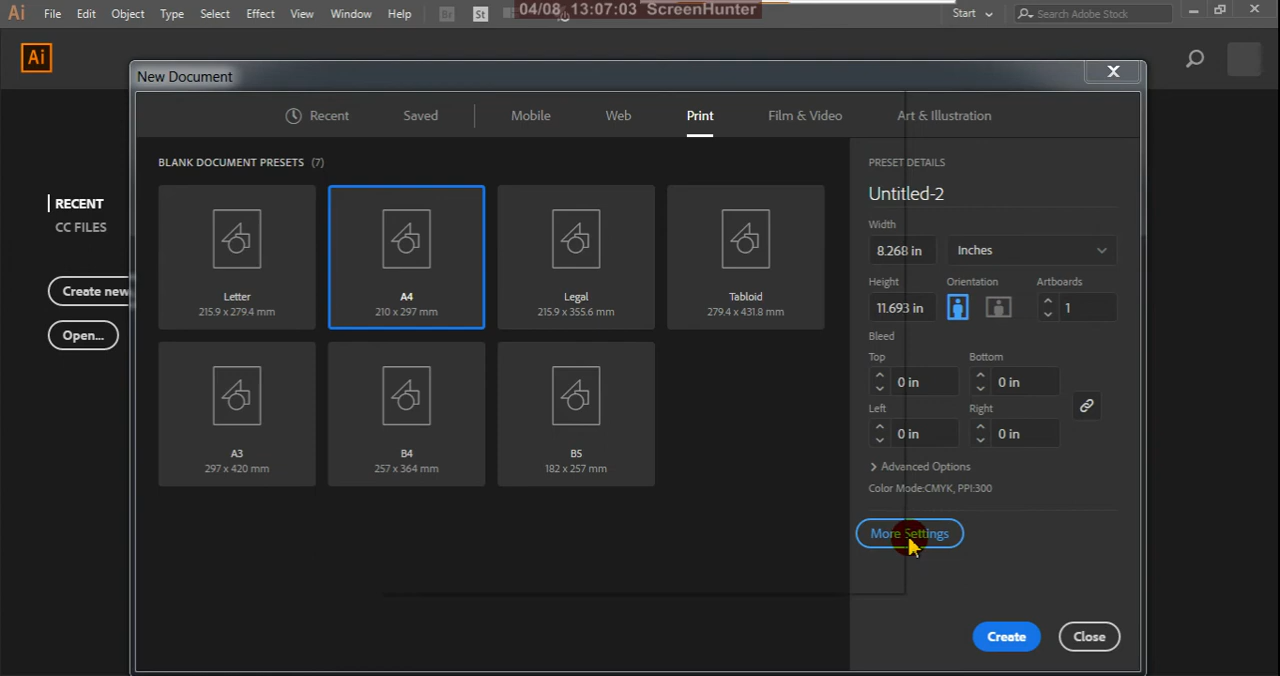 Ai File Edit Object Type Select Effect View Window Help Br St 04/08 13:07:03 ScreenHunter Start Search Adobe Stock
Ai
New Document
Recent Saved Mobile Web Print Film & Video Art & Illustration
BLANK DOCUMENT PRESETS (7)
PRESET DETAILS
Untitled-2
RECENT
CC FILES
Create new
Open...
Letter
215.9 x 279.4 mm
A4
210 x 297 mm
Legal
215.9 x 355.6 mm
Tabloid
279.4 x 431.8 mm
A3
297 x 420 mm
B4
257 x 364 mm
B5
182 x 257 mm
Width
8.268 in Inches
Height Orientation Artboards
11.693 in 1
Bleed
Top Bottom
0 in 0 in
Left Right
0 in 0 in
Advanced Options
Color Mode:CMYK, PPI:300
More Settings
Create Close